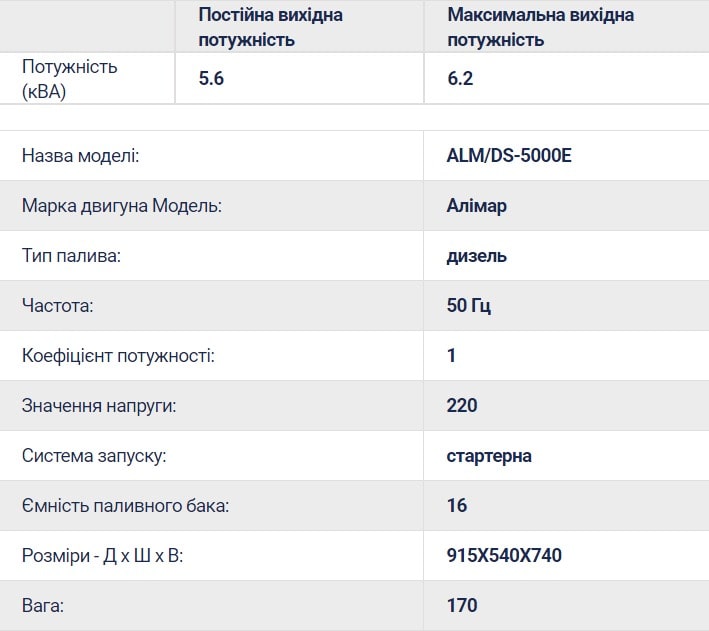 Постійна вихідна
потужність
Максимальна вихідна
потужність
Потужність
(кВА)
5.6
6.2
Назва моделі:
ALM/DS-5000E
Марка двигуна Модель:
Алімар
Тип палива:
дизель
Частота:
50 Гц
Коефіцієнт потужності:
1
Значення напруги:
220
Система запуску:
стартерна
Ємність паливного бака:
16
Розміри - Д x Ш x В:
915X540X740
Вага:
170